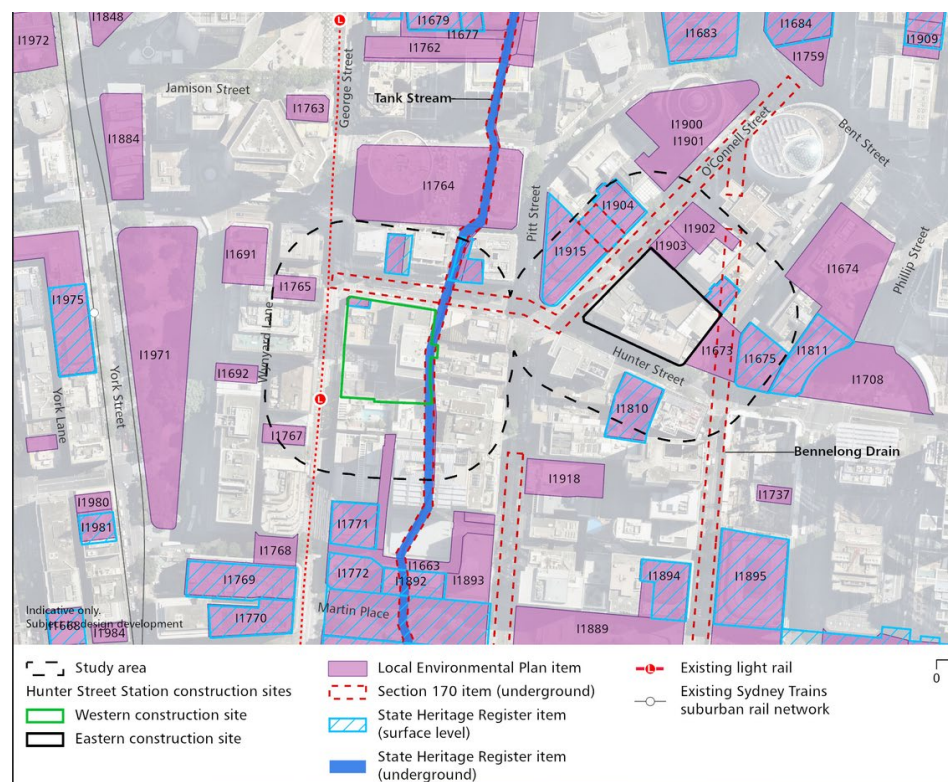 I1972
I1848
I1679
I1677
I1762
I1683
I1684
I1759
I1909
L
Jamison Street
George Street
I1763
Tank Stream
I1884
I1900
I1901
O'Connell Street
Bent Street
I1764
Pitt Street
I1904
I1902
I1903
I1915
I1674
Phillip Street
I1691
I1765
I1975
I1971
Wynyard Lane
I1692
York Lane
York Street
L
Hunter Street
I1673
I1675
I1811
I1708
I1810
I1767
Bennelong Drain
I1918
I1737
I1980
I1981
I1771
I1768
I1772
I1663
I1892
I1893
I1769
I1894
I1895
I1770
Martin Place
I1889
Indicative only.
Subject to design development
I1668
I1984
Study area
Hunter Street Station construction sites
Western construction site
Eastern construction site
Local Environmental Plan item
Section 170 item (underground)
State Heritage Register item
(surface level)
State Heritage Register item
(underground)
L
Existing light rail
Existing Sydney Trains
suburban rail network
0